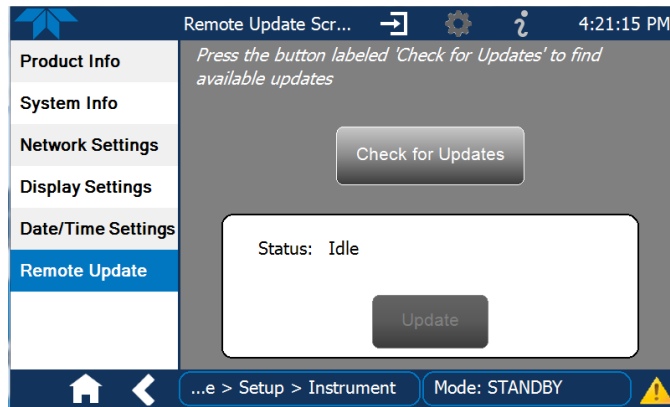 Remote Update Scr...
4:21:15 PM
Product Info
System Info
Network Settings
Display Settings
Date/Time Settings
Remote Update
Press the button labeled 'Check for Updates' to find
available updates
Check for Updates
Status: Idle
Update
...e > Setup > Instrument
Mode: STANDBY